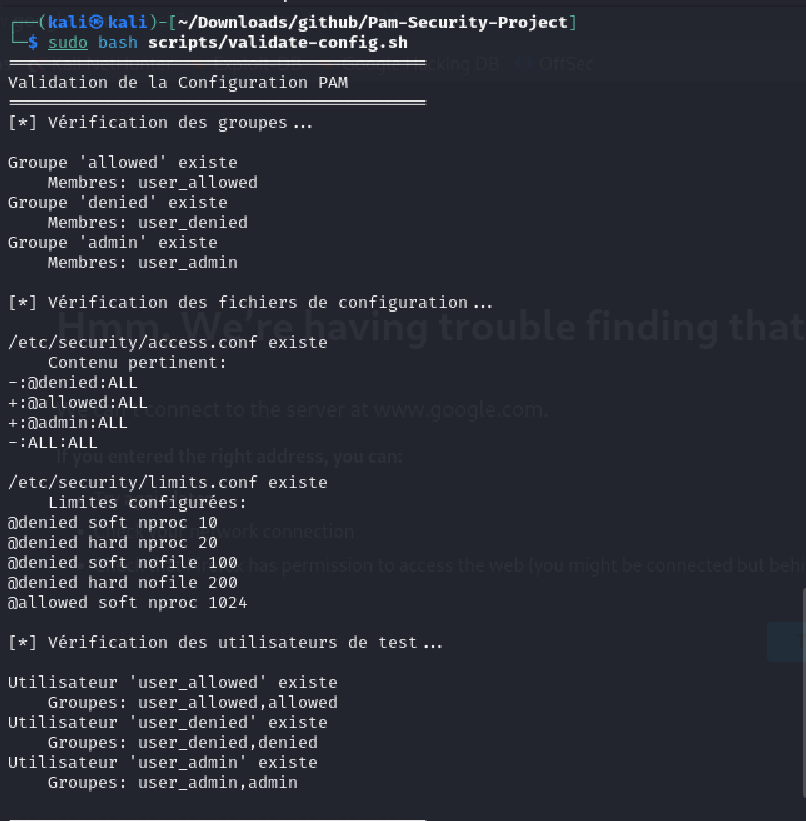 ┌──(kali㉿kali)-[~/Downloads/github/Pam-Security-Project]
└─$ sudo bash scripts/validate-config.sh
Hacking DB OffSec
Validation de la Configuration PAM
[*] Vérification des groupes...
Groupe 'allowed' existe
Membres: user_allowed
Groupe 'denied' existe
Membres: user_denied
Groupe 'admin' existe
Membres: user_admin
[*] Vérification des fichiers de configuration...
Hmm. We're having trouble finding that
/etc/security/access.conf existe
Contenu pertinent:
-:@denied:ALL
+:@allowed:ALL
connect to the server at www.google.com.
+:@admin:ALL
-:ALL:ALL
If you entered the right address, you can:
/etc/security/limits.conf existe
Limites configurées:
@denied soft nproc 10
@denied hard nproc 20
network connection
@denied soft nofile 100
has permission to access the web (you might be connected but behi
@denied hard nofile 200
@allowed soft nproc 1024
[*] Vérification des utilisateurs de test...
Utilisateur 'user_allowed' existe
Groupes: user_allowed,allowed
Utilisateur 'user_denied' existe
Groupes: user_denied,denied
Utilisateur 'user_admin' existe
Groupes: user_admin,admin